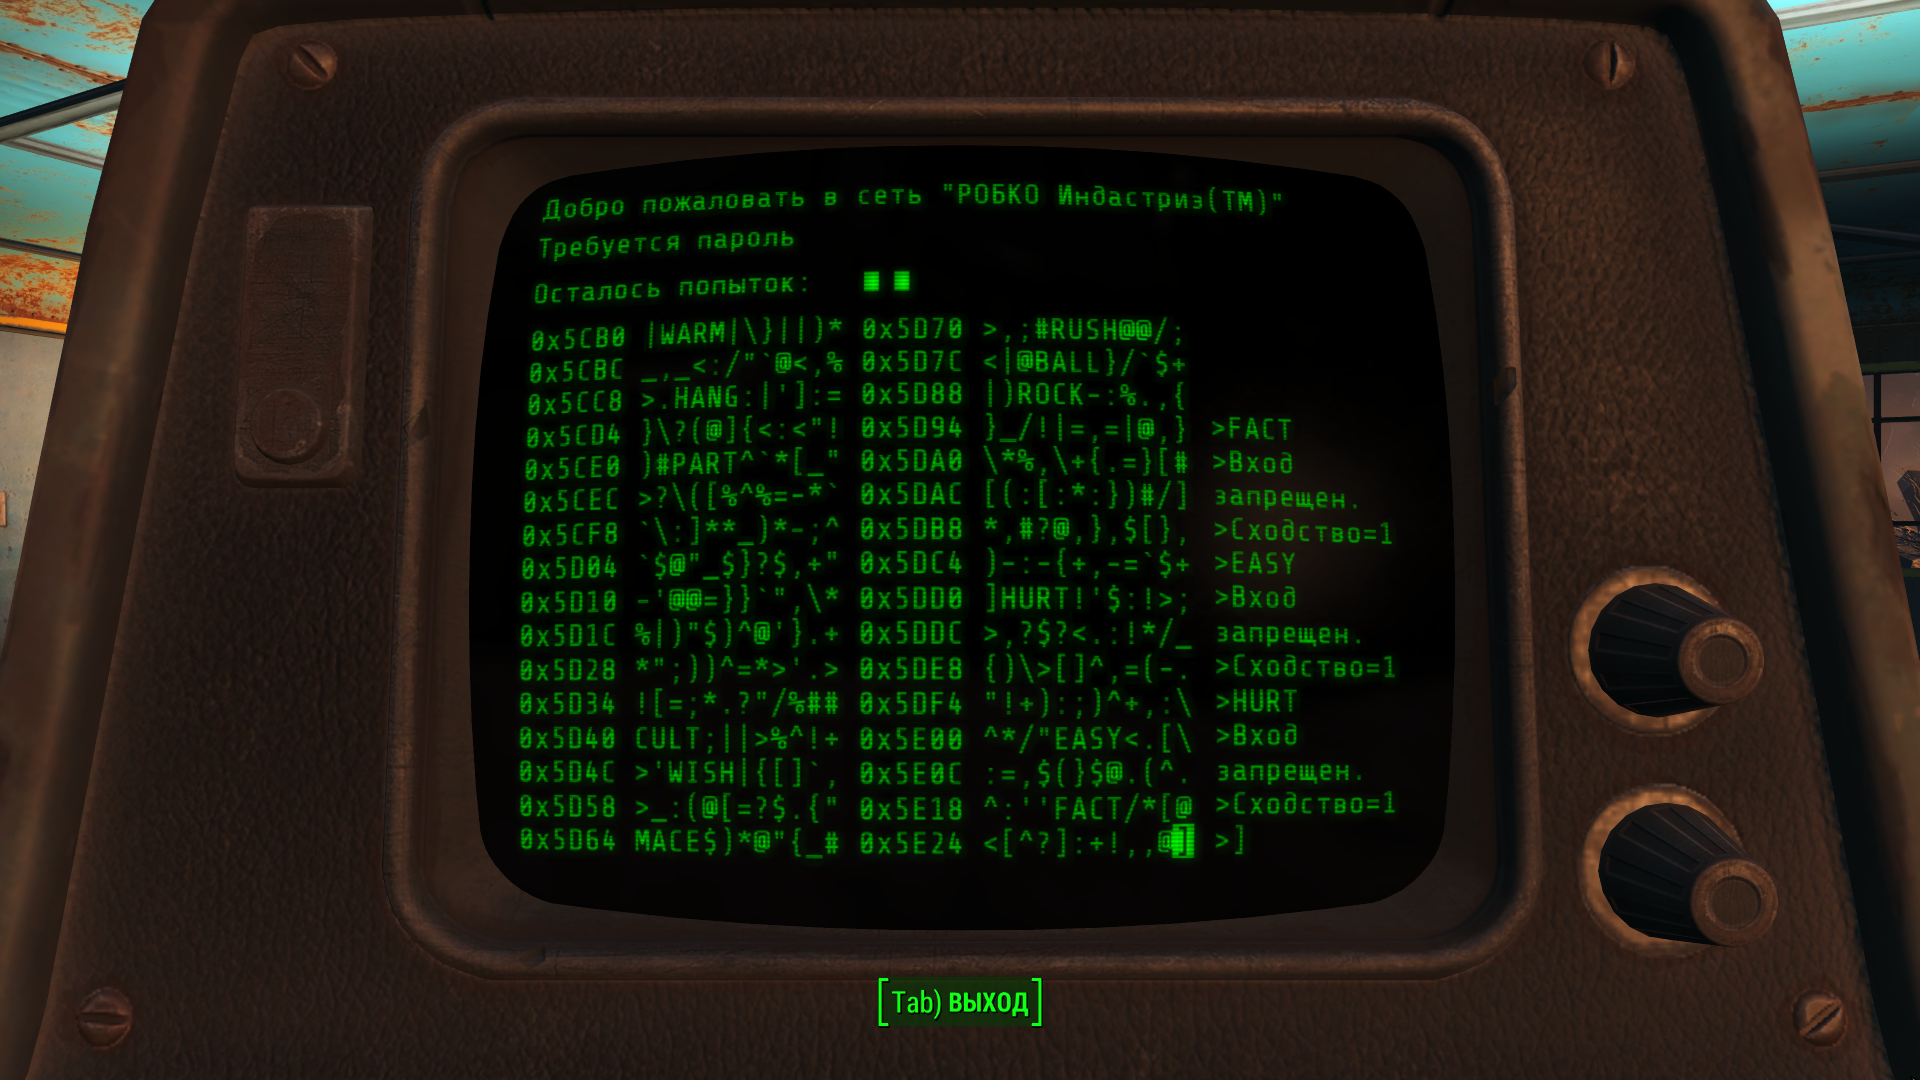 Добро пожаловать в сеть "РОБКО Индастриз(ТМ)"
Требуется пароль
Осталось попыток: ■ ■
0x5CB0 |WARM|\}||)* 0x5D70 >,;#RUSH@@/;
0x5CBC _,_<:/"`@<,% 0x5D7C <|@BALL}/`$+
0x5CC8 >.HANG:|']:= 0x5D88 |)ROCK-:%.,{
0x5CD4 }\?(@]{<:<"! 0x5D94 }_/!|=,=|@,} >FACT
0x5CE0 )#PART^`*[_" 0x5DA0 \*%,\+{.=}[# >Вход
0x5CEC >?\([%^%=-*` 0x5DAC [(:[:*:})#/] запрещен.
0x5CF8 `\:]**_)*-;^ 0x5DB8 *,#?@,},$[}, >Сходство=1
0x5D04 `$@"_$}?$,+" 0x5DC4 )-:-{+,-=`$+ >EASY
0x5D10 -'@@=}}`",\* 0x5DD0 ]HURT!'$:!>; >Вход
0x5D1C %|)"$)^@'}.+ 0x5DDC >,?$?<.:!*/_ запрещен.
0x5D28 *";))^=*>'.> 0x5DE8 {)\>[]^,=(-. >Сходство=1
0x5D34 ![=;*.?"/%## 0x5DF4 "!+):;)^+,:\ >HURT
0x5D40 CULT;||>%^!+ 0x5E00 ^*/"EASY<.[\ >Вход
0x5D4C >'WISH|{[]`, 0x5E0C :=,$(}$@.(^. запрещен.
0x5D58 >_:(@[=?$.{" 0x5E18 ^:''FACT/*[@ >Сходство=1
0x5D64 MACE$)*@"{_# 0x5E24 <[^?]:+!,,@] >]
[Tab) ВЫХОД]